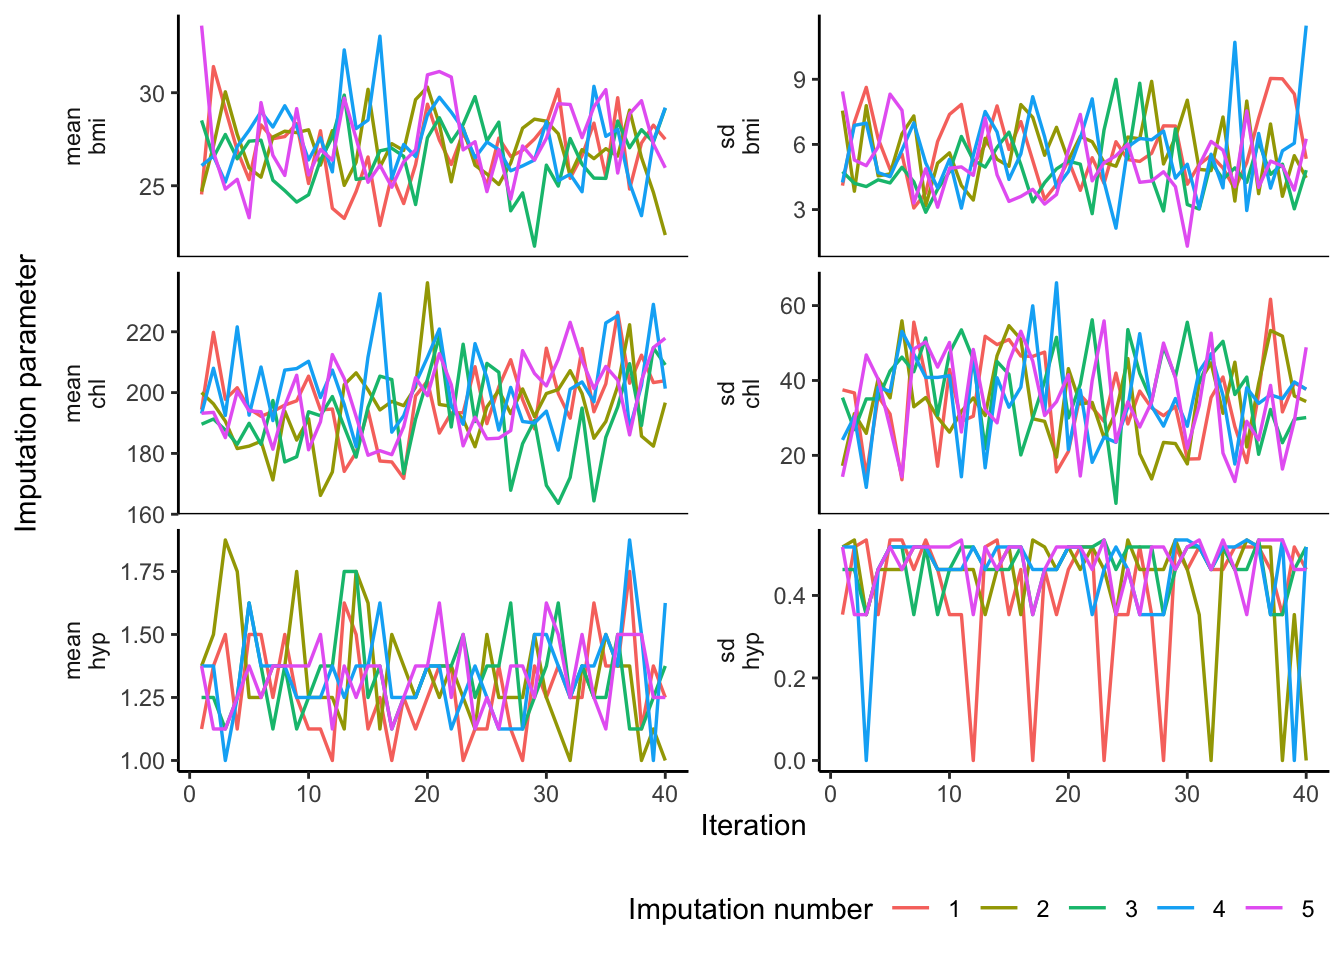 Imputation parameter
mean
bmi
30
25
sd
bmi
9
6
3
mean
chl
220
200
180
160
sd
chl
60
40
20
mean
hyp
1.75
1.50
1.25
1.00
sd
hyp
0.4
0.2
0.0
0 10 20 30 40
0 10 20 30 40
Iteration
Imputation number 1 2 3 4 5